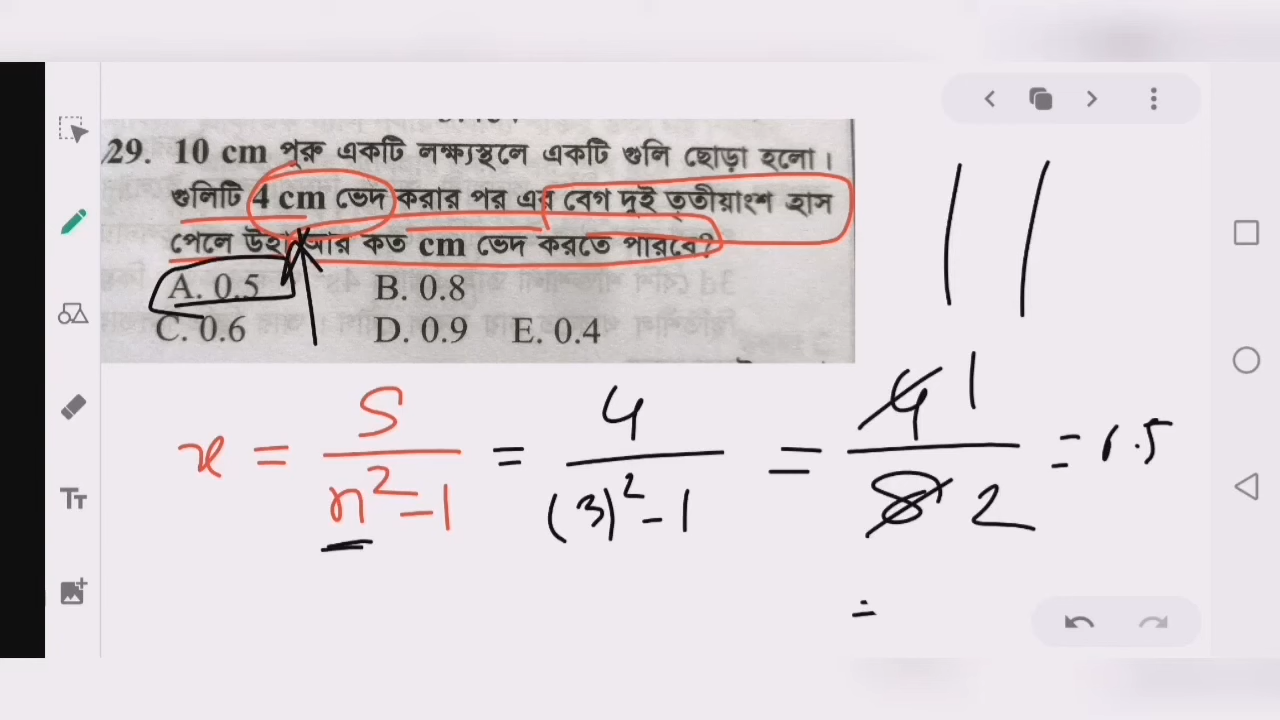 29. 10 cm পুরু একটি লক্ষ্যস্থলে একটি গুলি ছোড়া হলো।
গুলিটি 4 cm ভেদ করার পর এর বেগ দুই তৃতীয়াংশ হ্রাস
পেলে উহা আর কত cm ভেদ করতে পারবে?
A. 0.5 B. 0.8
C. 0.6 D. 0.9 E. 0.4
x = S / n² - 1 = 4 / (3)² - 1 = 4 1 / 8 2 = 0.5
=
Tт